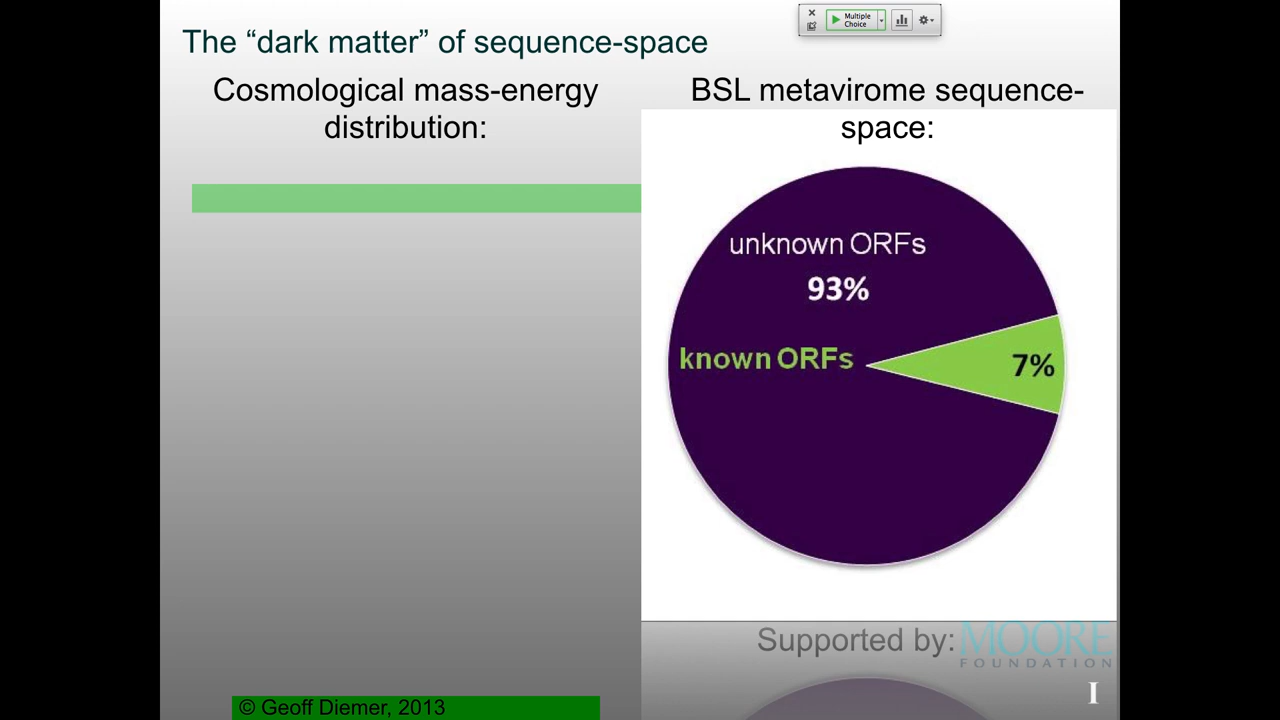 Multiple
Choice
The “dark matter” of sequence-space
Cosmological mass-energy
distribution:
BSL metavirome sequence-
space:
unknown ORFs
93%
known ORFs
7%
Supported by:
MOORE
FOUNDATION
© Geoff Diemer, 2013
I